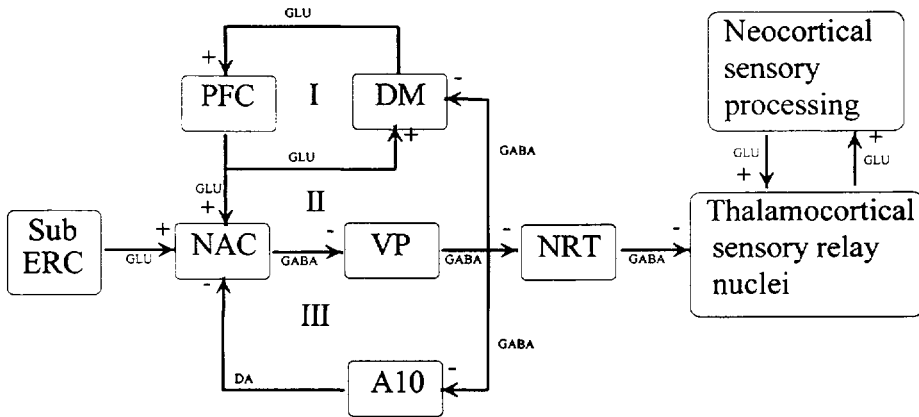 GLU
+
PFC
I
DM
-
+
GLU
GABA
GLU
+
II
Sub
ERC
+
GLU
NAC
-
GABA
-
VP
GABA
-
NRT
GABA
-
III
GABA
DA
A10
-
Neocortical
sensory
processing
GLU
+
+
GLU
Thalamocortical
sensory relay
nuclei